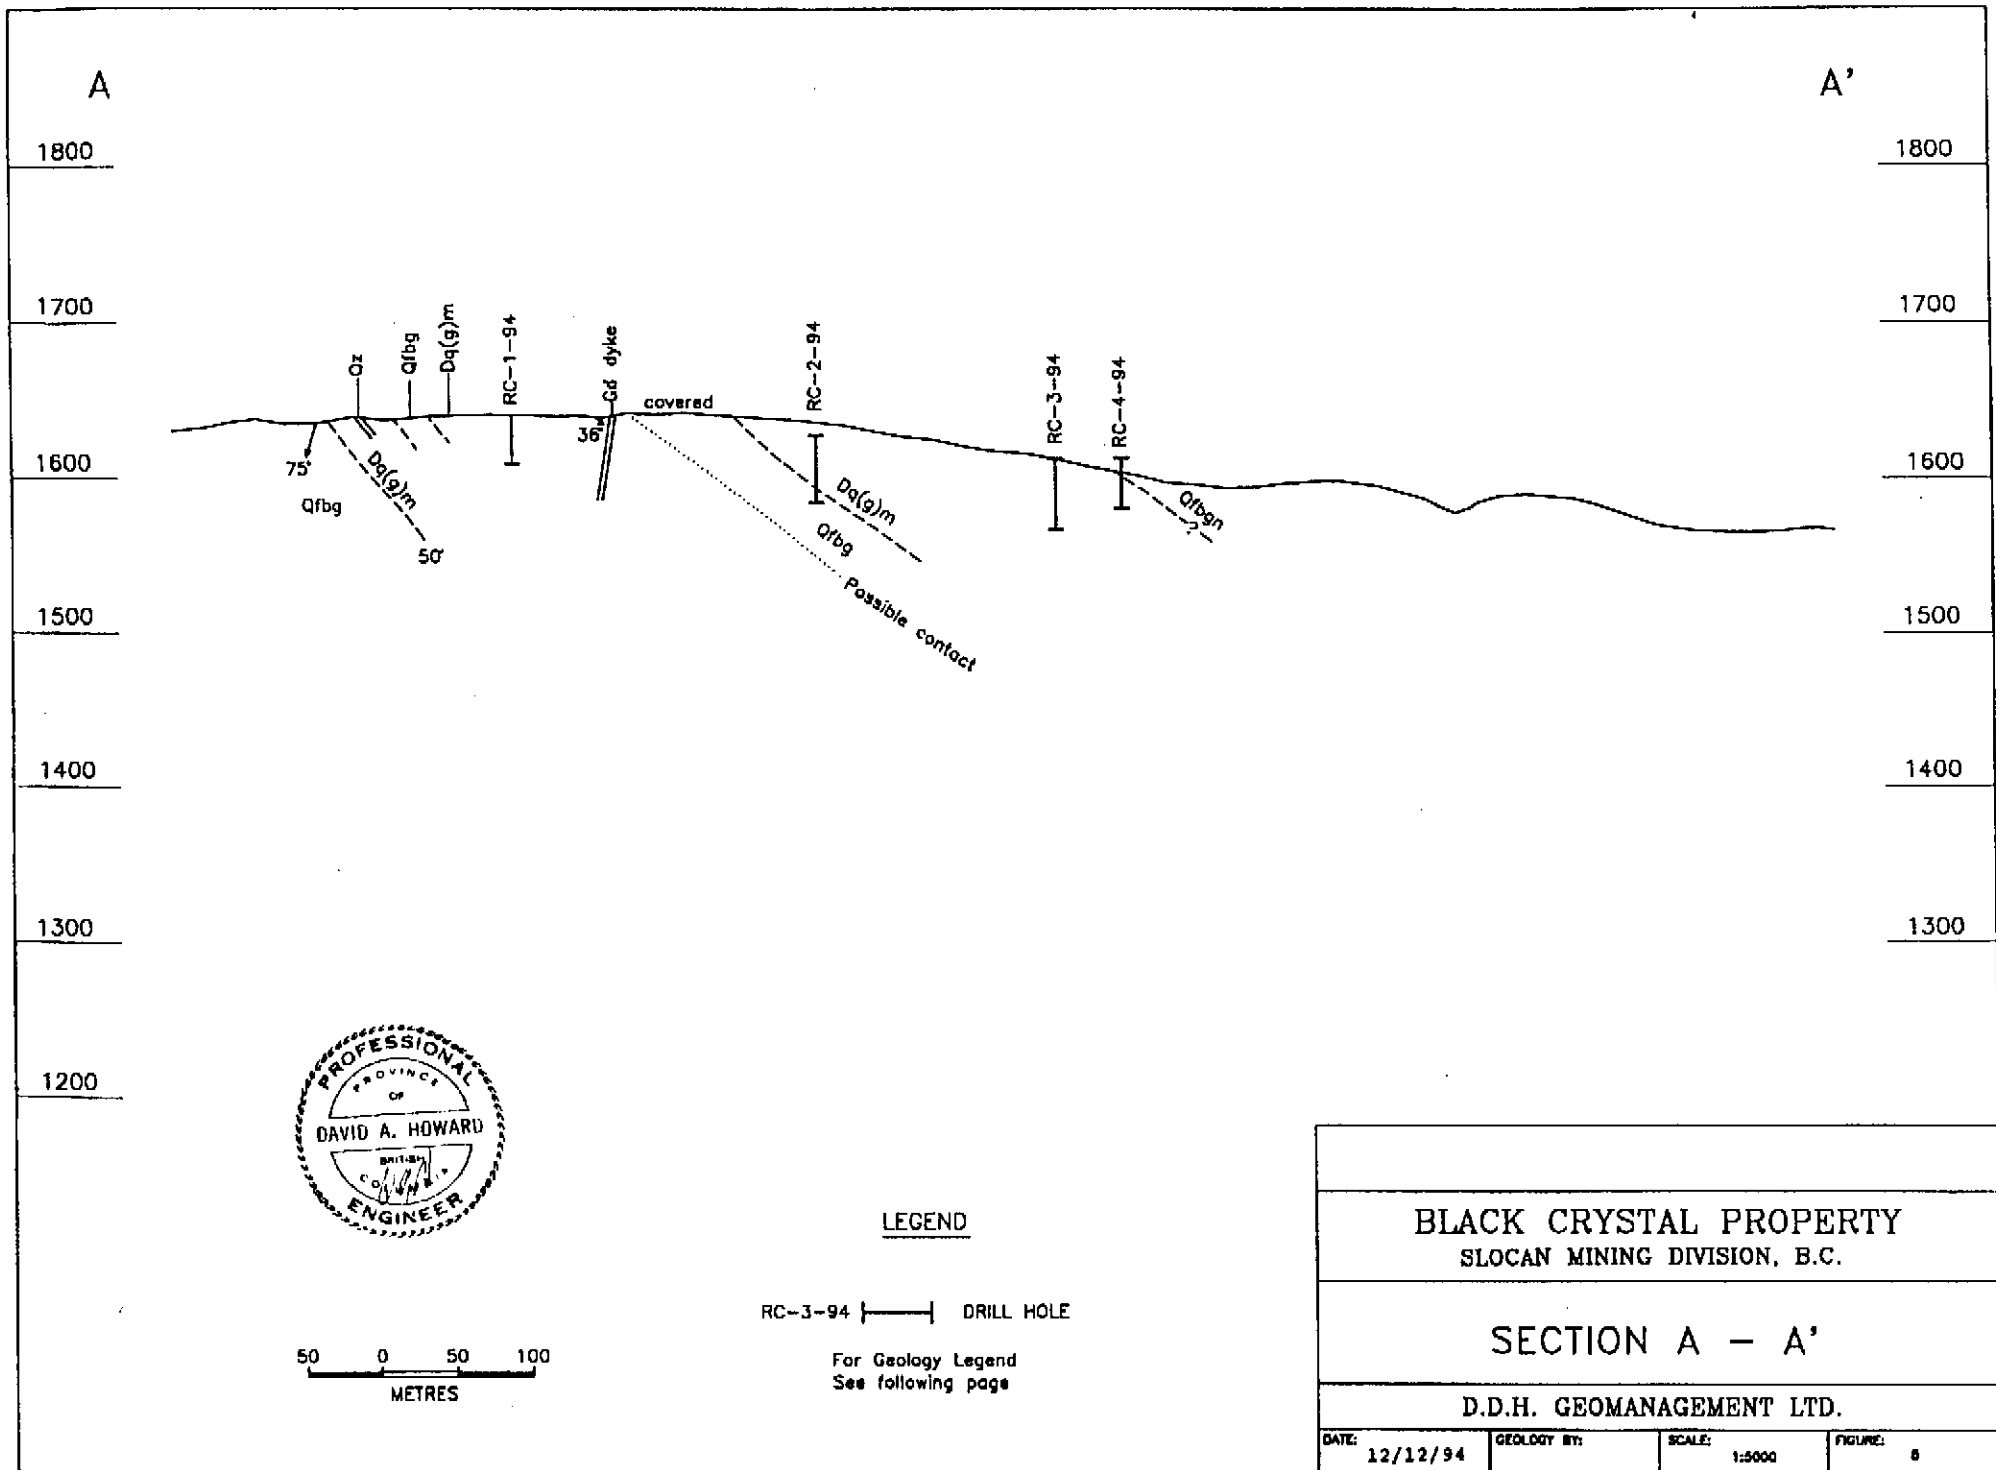 A
A'
1800
1800
1700
1700
Qz
Qfbg
Dq(g)m
RC-1-94
Gd dyke
covered
RC-2-94
RC-3-94
RC-4-94
36°
75°
1600
1600
Dq(g)m
Qfbg
50°
Dq(g)m
Qfbg
Qfbgn
?
Possible contact
1500
1500
1400
1400
1300
1300
1200
PROFESSIONAL
PROVINCE
OF
DAVID A. HOWARD
BRITISH
COLUMBIA
ENGINEER
LEGEND
RC-3-94 DRILL HOLE
For Geology Legend
See following page
50 0 50 100
METRES
BLACK CRYSTAL PROPERTY
SLOCAN MINING DIVISION, B.C.
SECTION A - A'
D.D.H. GEOMANAGEMENT LTD.
DATE: 12/12/94 GEOLOGY BY: SCALE: 1:5000 FIGURE: